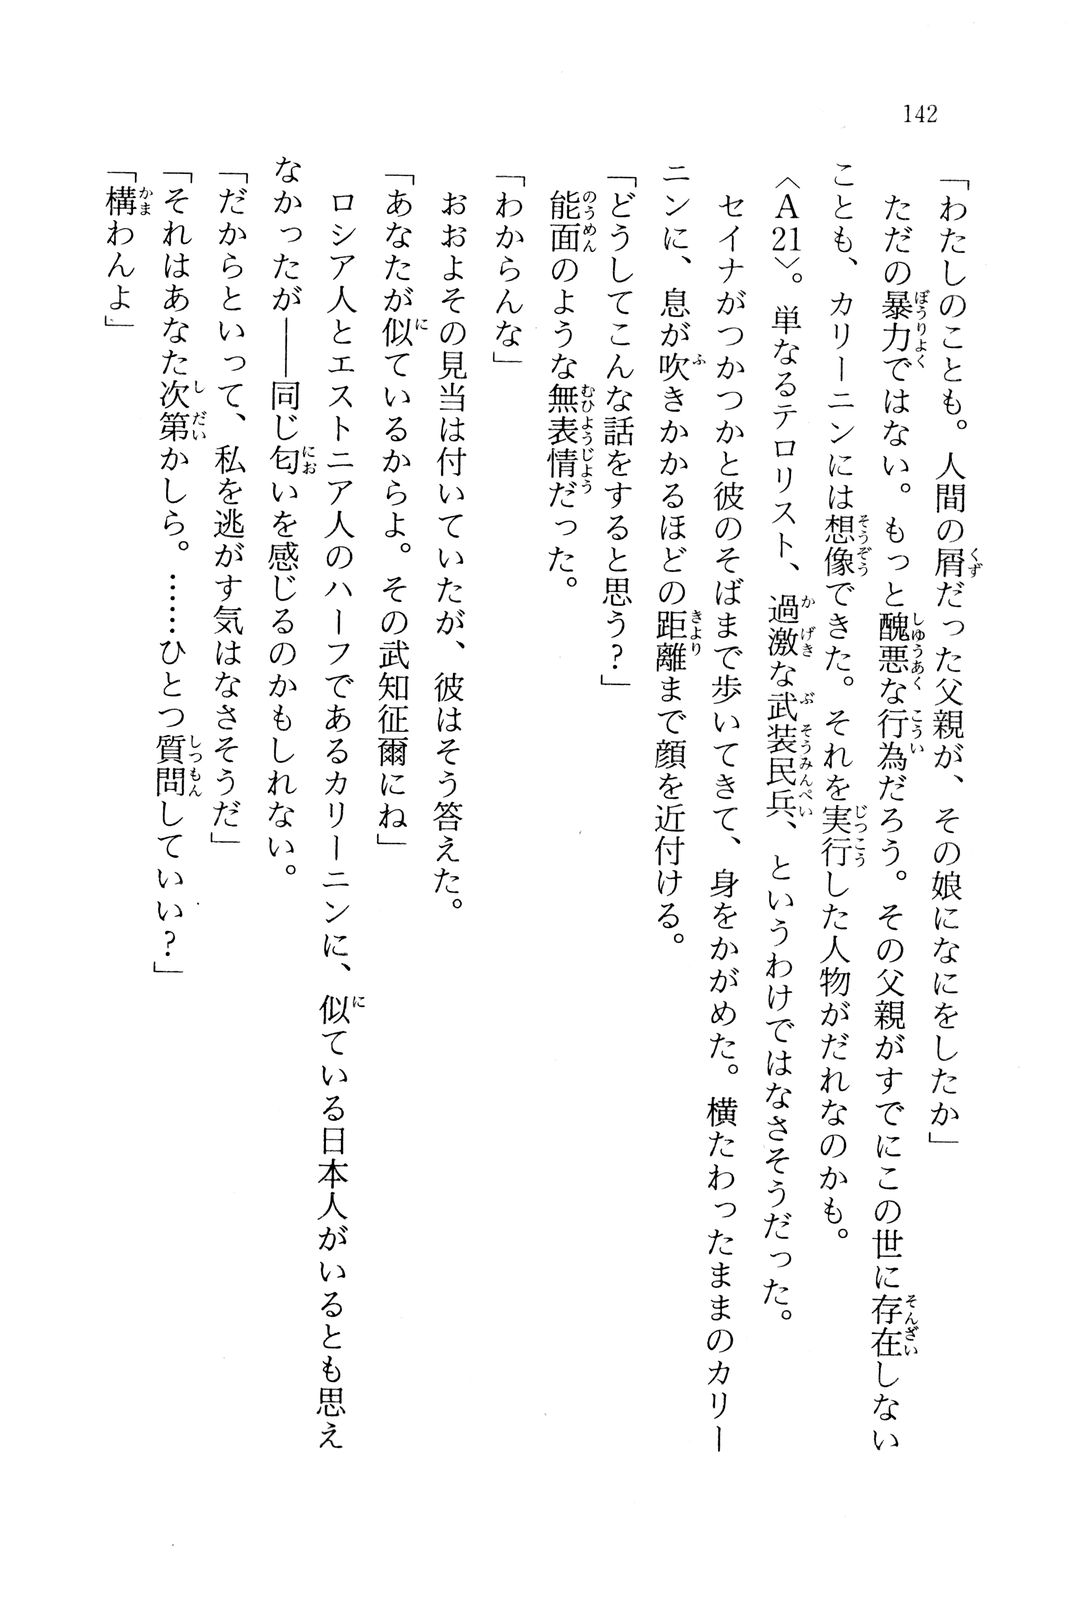 142
「わたしのことも。人間の屑だった父親が、その娘になにをしたか」
　ただの暴力ではない。もっと醜悪な行為だろう。その父親がすでにこの世に存在しない
ことも、カリーニンには想像できた。それを実行した人物がだれなのかも。
〈A21〉。単なるテロリスト、過激な武装民兵、というわけではなさそうだった。
　セイナがつかつかと彼のそばまで歩いてきて、身をかがめた。横たわったままのカリー
ニンに、息が吹きかかるほどの距離まで顔を近付ける。
「どうしてこんな話をすると思う？」
　能面のような無表情だった。
「わからんな」
　おおよその見当は付いていたが、彼はそう答えた。
「あなたが似ているからよ。その武知征爾にね」
　ロシア人とエストニア人のハーフであるカリーニンに、似ている日本人がいるとも思え
なかったが――同じ匂いを感じるのかもしれない。
「だからといって、私を逃がす気はなさそうだ」
「それはあなた次第かしら。……ひとつ質問していい？」
「構わんよ」